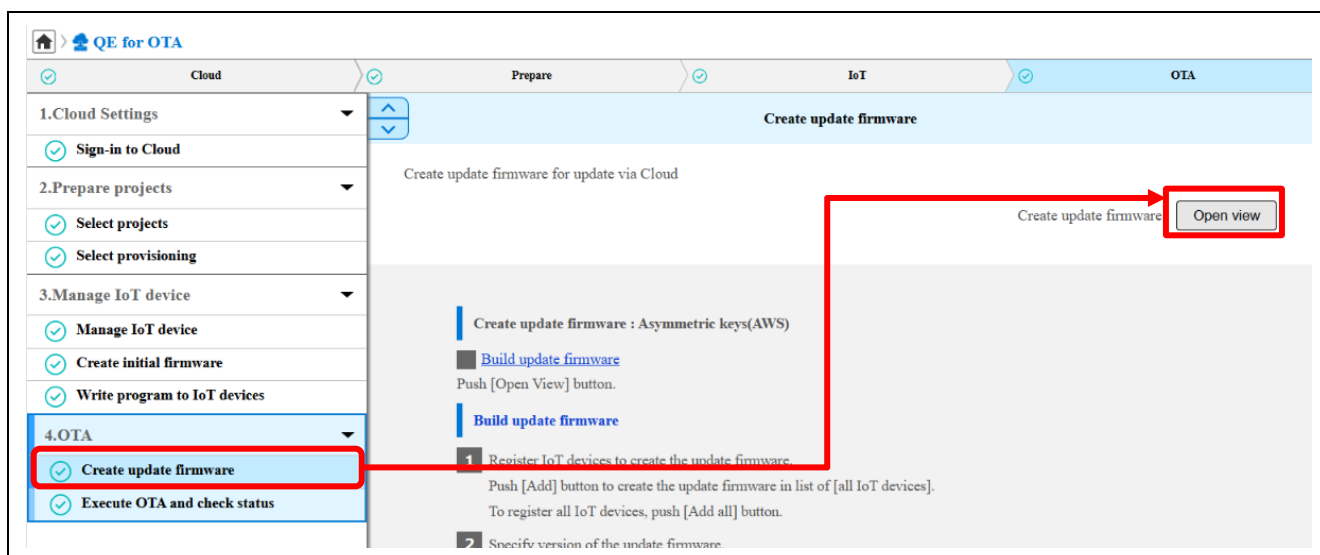 QE for OTA
Cloud
Prepare
IoT
OTA
1.Cloud Settings
Sign-in to Cloud
2.Prepare projects
Select projects
Select provisioning
3.Manage IoT device
Manage IoT device
Create initial firmware
Write program to IoT devices
4.OTA
Create update firmware
Execute OTA and check status
Create update firmware
Create update firmware for update via Cloud
Create update firmware
Open view
Create update firmware : Asymmetric keys(AWS)
Build update firmware
Push [Open View] button.
Build update firmware
1 Register IoT devices to create the update firmware.
Push [Add] button to create the update firmware in list of [all IoT devices].
To register all IoT devices, push [Add all] button.
2 Specify version of the update firmware.